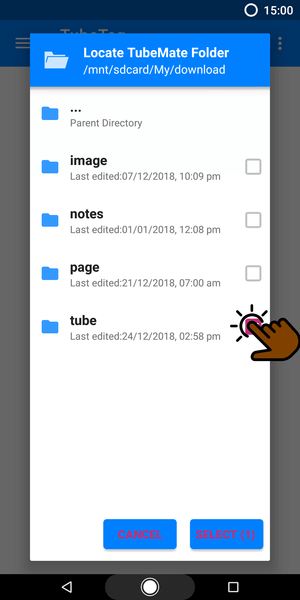 15:00
Locate TubeMate Folder
/mnt/sdcard/My/download
...
Parent Directory
image
Last edited:07/12/2018, 10:09 pm
notes
Last edited:01/01/2018, 12:08 pm
page
Last edited:21/12/2018, 07:00 am
tube
Last edited:24/12/2018, 02:58 pm
CANCEL
SELECT (1)